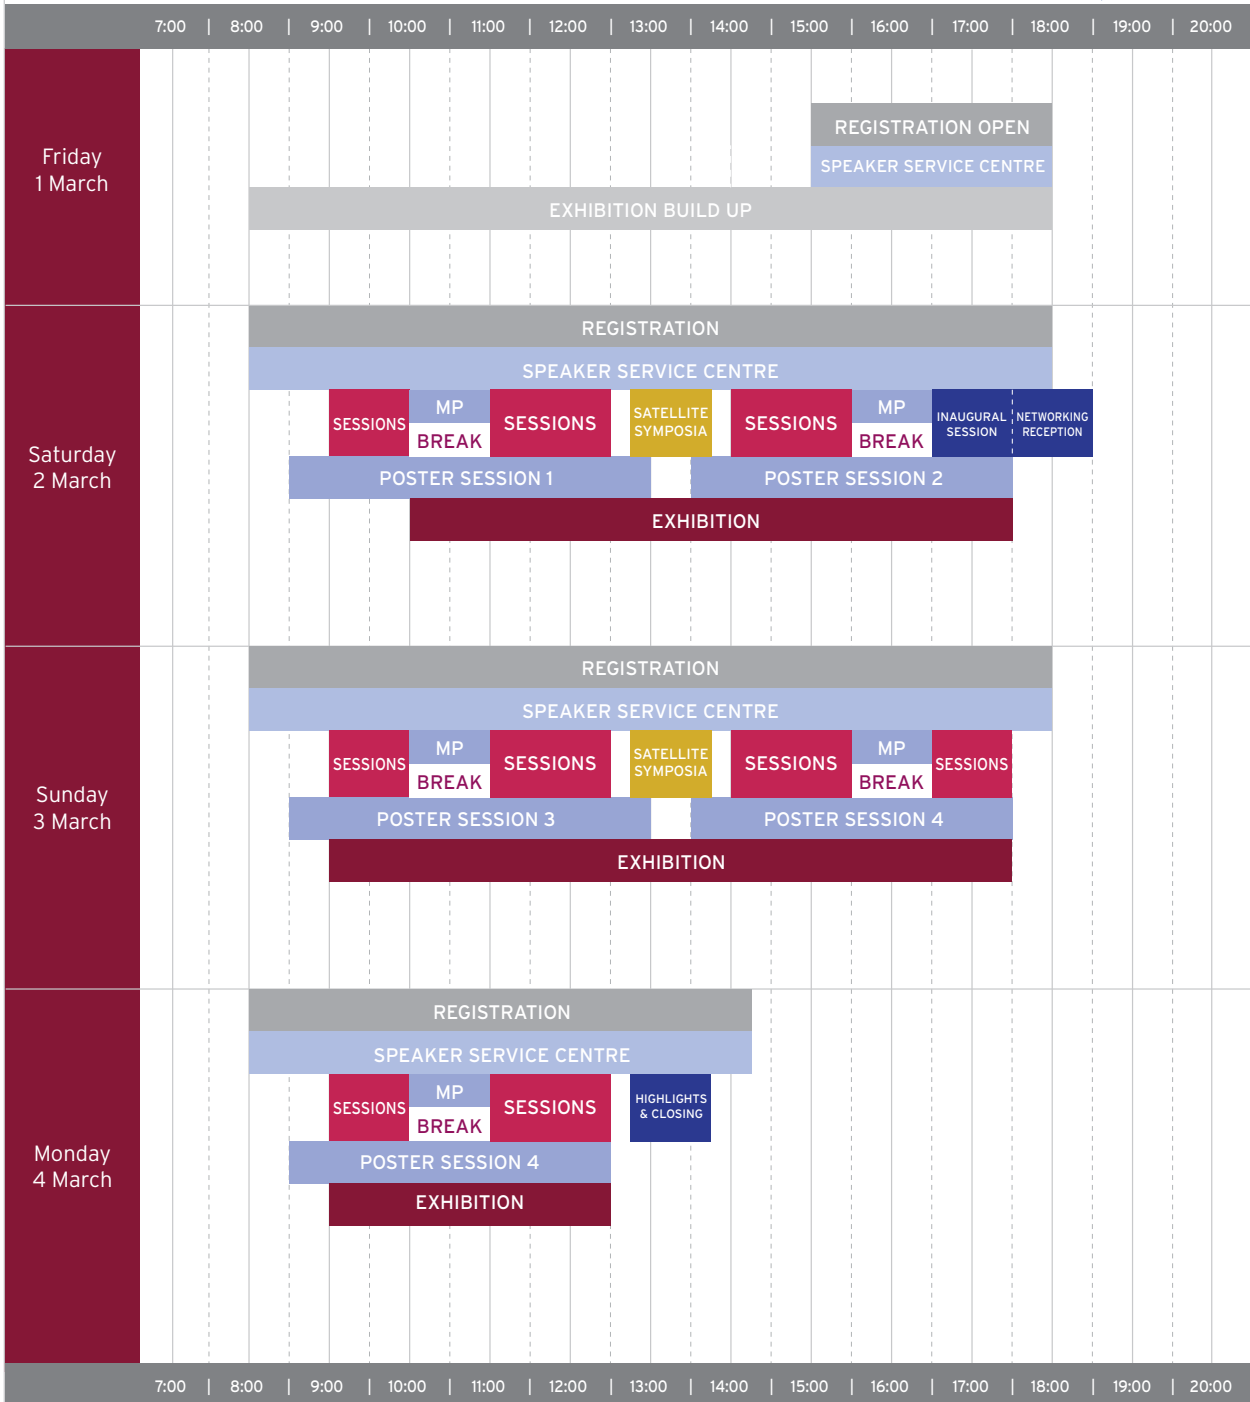 7:00 | 8:00 | 9:00 | 10:00 | 11:00 | 12:00 | 13:00 | 14:00 | 15:00 | 16:00 | 17:00 | 18:00 | 19:00 | 20:00
Friday
1 March
REGISTRATION OPEN
SPEAKER SERVICE CENTRE
EXHIBITION BUILD UP
Saturday
2 March
REGISTRATION
SPEAKER SERVICE CENTRE
SESSIONS
MP
BREAK
SESSIONS
SATELLITE
SYMPOSIA
SESSIONS
MP
BREAK
INAUGURAL
SESSION
NETWORKING
RECEPTION
POSTER SESSION 1
POSTER SESSION 2
EXHIBITION
Sunday
3 March
REGISTRATION
SPEAKER SERVICE CENTRE
SESSIONS
MP
BREAK
SESSIONS
SATELLITE
SYMPOSIA
SESSIONS
MP
BREAK
SESSIONS
POSTER SESSION 3
POSTER SESSION 4
EXHIBITION
Monday
4 March
REGISTRATION
SPEAKER SERVICE CENTRE
SESSIONS
MP
BREAK
SESSIONS
HIGHLIGHTS
& CLOSING
POSTER SESSION 4
EXHIBITION
7:00 | 8:00 | 9:00 | 10:00 | 11:00 | 12:00 | 13:00 | 14:00 | 15:00 | 16:00 | 17:00 | 18:00 | 19:00 | 20:00